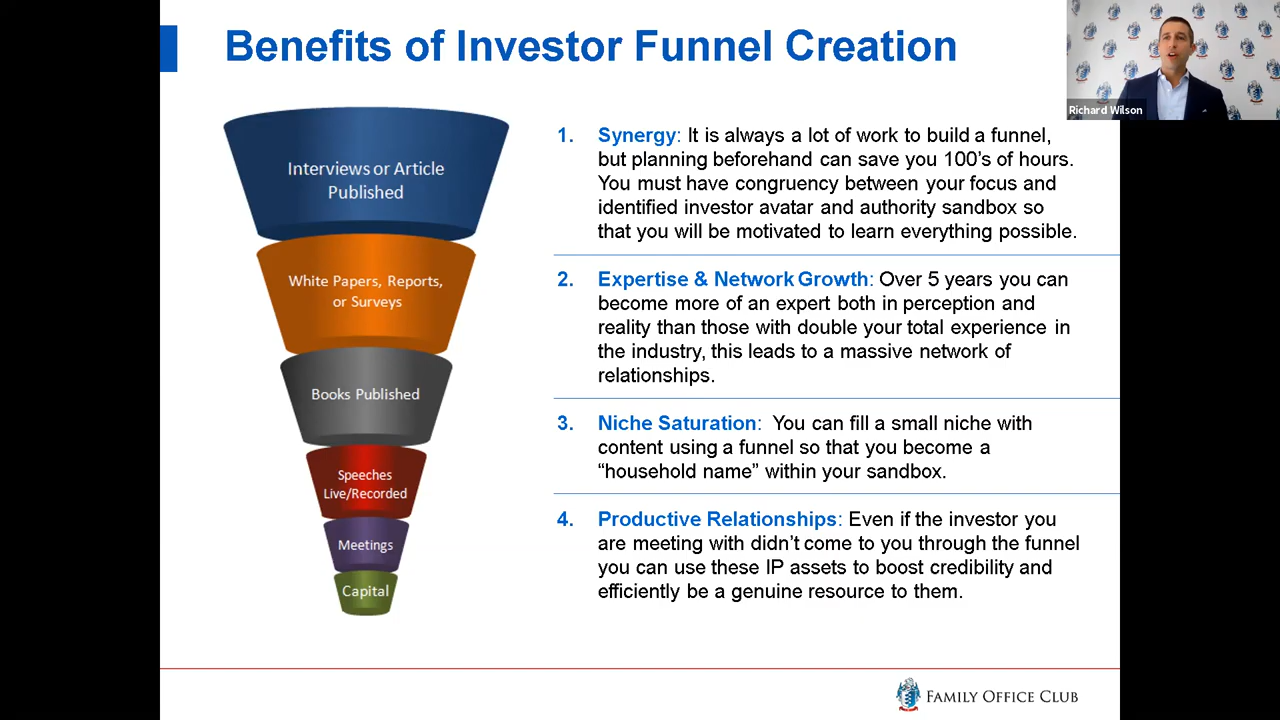 Benefits of Investor Funnel Creation
Richard Wilson
Interviews or Article
Published
White Papers, Reports,
or Surveys
Books Published
Speeches
Live/Recorded
Meetings
Capital
1. Synergy: It is always a lot of work to build a funnel,
but planning beforehand can save you 100’s of hours.
You must have congruency between your focus and
identified investor avatar and authority sandbox so
that you will be motivated to learn everything possible.
2. Expertise & Network Growth: Over 5 years you can
become more of an expert both in perception and
reality than those with double your total experience in
the industry, this leads to a massive network of
relationships.
3. Niche Saturation: You can fill a small niche with
content using a funnel so that you become a
“household name” within your sandbox.
4. Productive Relationships: Even if the investor you
are meeting with didn’t come to you through the funnel
you can use these IP assets to boost credibility and
efficiently be a genuine resource to them.
FAMILY OFFICE CLUB